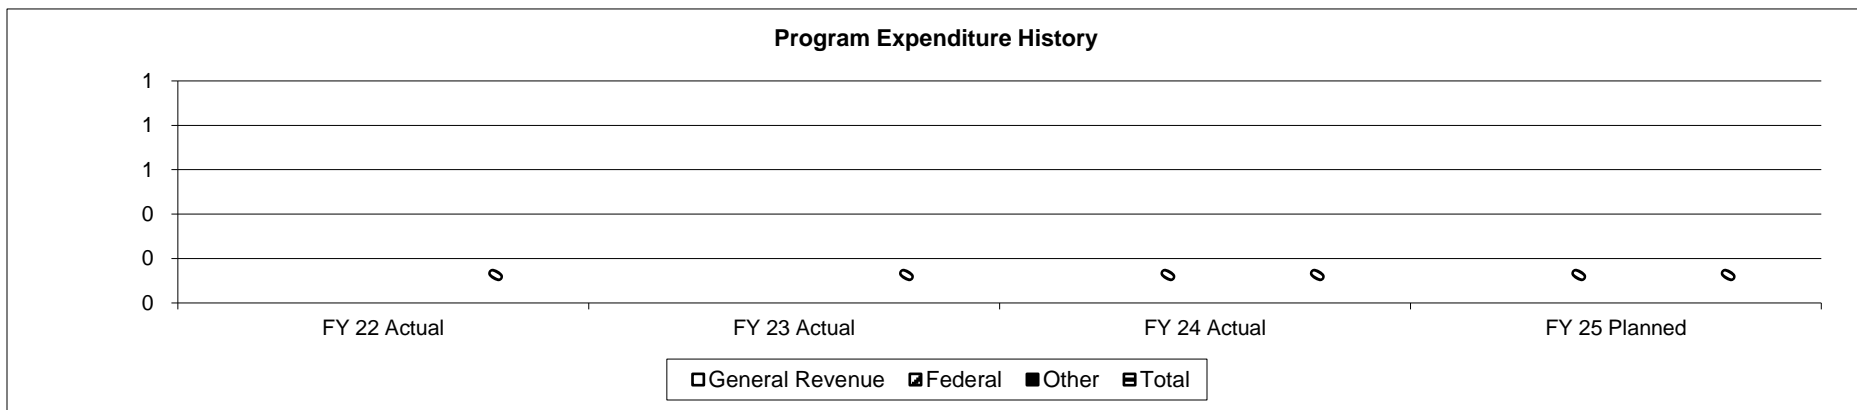 Program Expenditure History
1
1
1
0
0
0
0 0 0 0 0 0
FY 22 Actual FY 23 Actual FY 24 Actual FY 25 Planned
General Revenue Federal Other Total